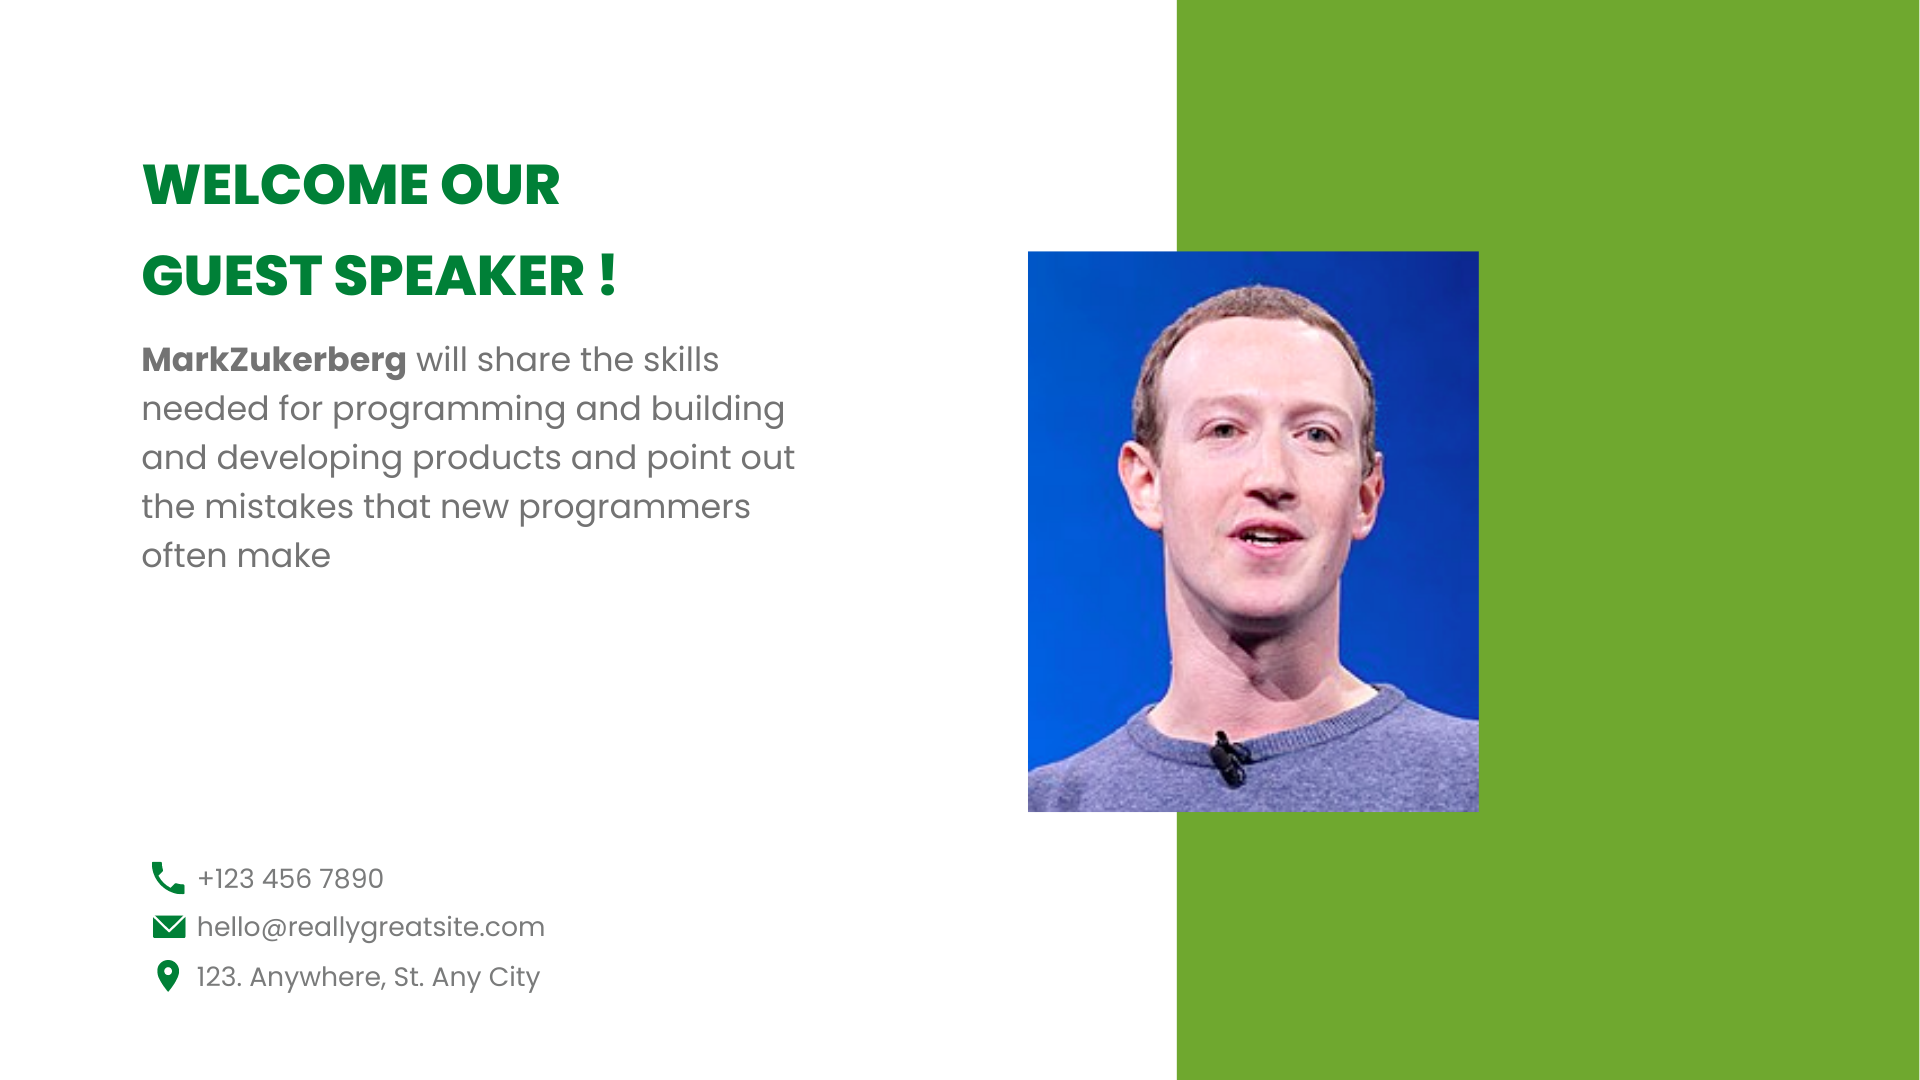 WELCOME OUR
GUEST SPEAKER !
MarkZukerberg will share the skills
needed for programming and building
and developing products and point out
the mistakes that new programmers
often make
+123 456 7890
hello@reallygreatsite.com
123. Anywhere, St. Any City